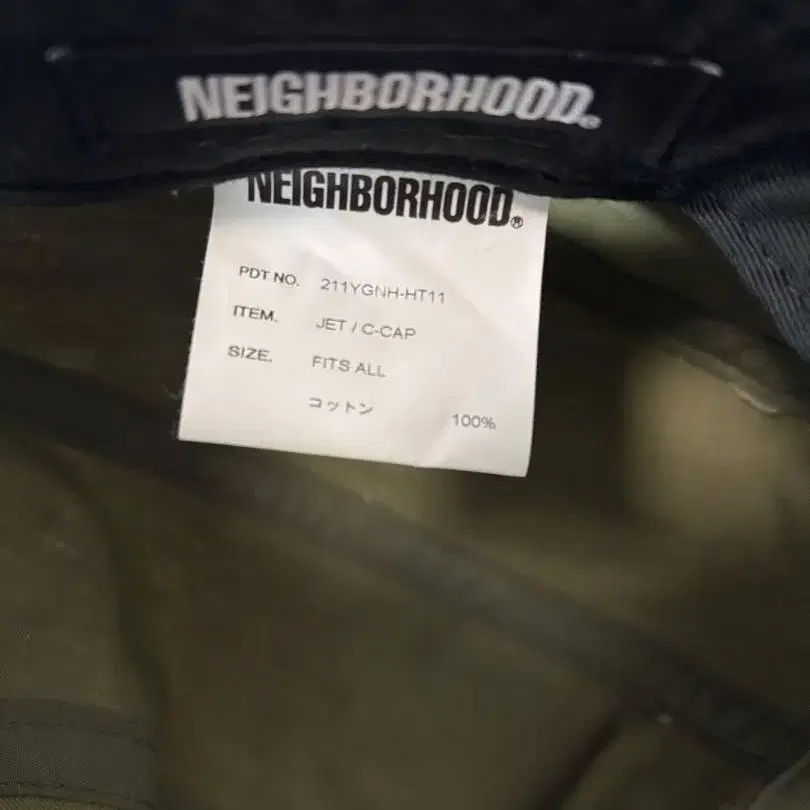 NEIGHBORHOOD®
NEIGHBORHOOD®
PDT NO. 211YGNH-HT11
ITEM. JET / C-CAP
SIZE. FITS ALL
コットン 100%